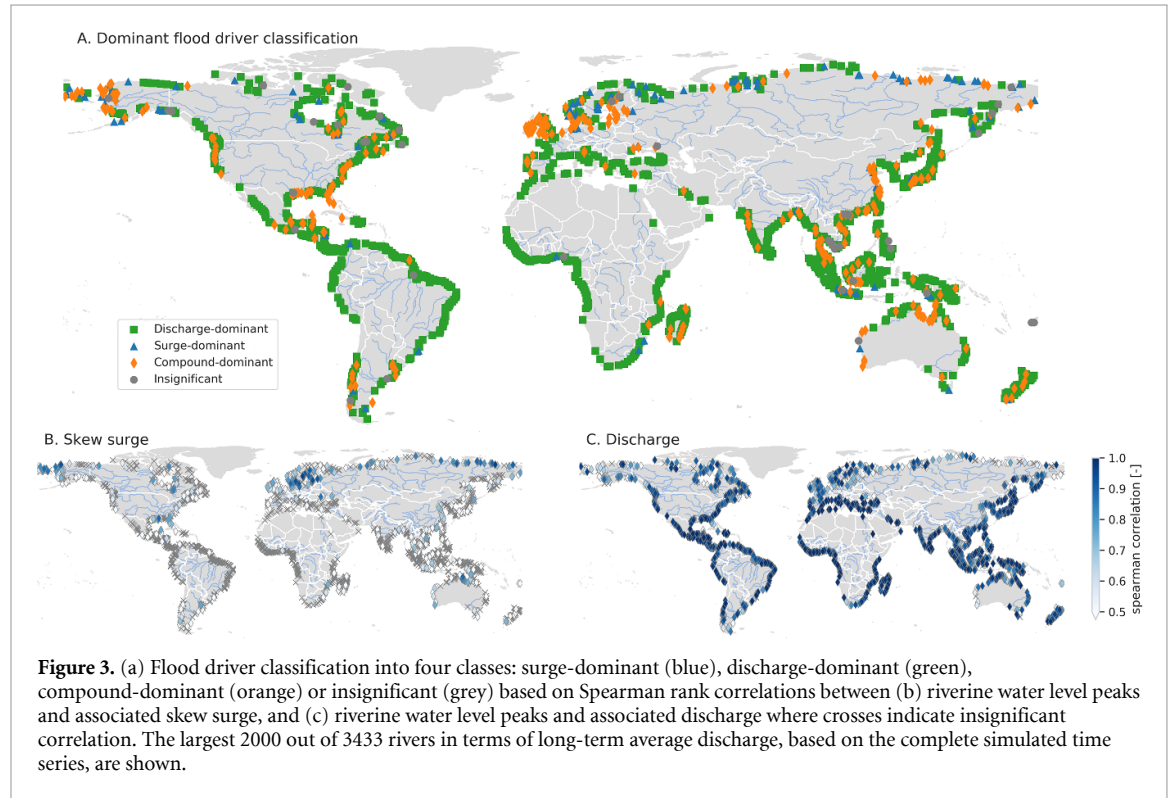 A. Dominant flood driver classification
Discharge-dominant
Surge-dominant
Compound-dominant
Insignificant
B. Skew surge
C. Discharge
1.0
0.9
0.8
0.7
0.6
0.5
spearman correlation [-]
Figure 3. (a) Flood driver classification into four classes: surge-dominant (blue), discharge-dominant (green),
compound-dominant (orange) or insignificant (grey) based on Spearman rank correlations between (b) riverine water level peaks
and associated skew surge, and (c) riverine water level peaks and associated discharge where crosses indicate insignificant
correlation. The largest 2000 out of 3433 rivers in terms of long-term average discharge, based on the complete simulated time
series, are shown.